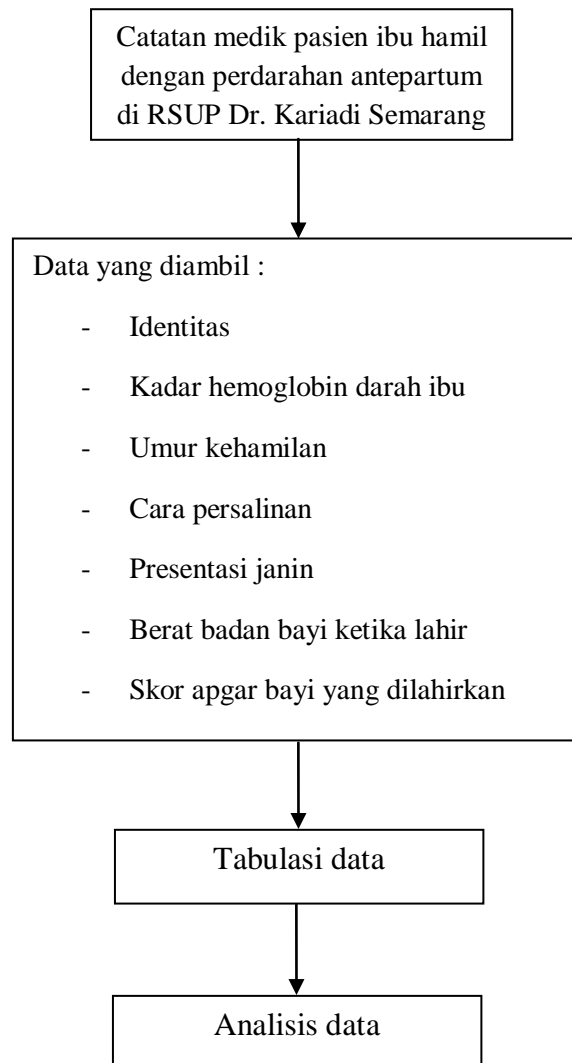 Catatan medik pasien ibu hamil
dengan perdarahan antepartum
di RSUP Dr. Kariadi Semarang
Data yang diambil :
- Identitas
- Kadar hemoglobin darah ibu
- Umur kehamilan
- Cara persalinan
- Presentasi janin
- Berat badan bayi ketika lahir
- Skor apgar bayi yang dilahirkan
Tabulasi data
Analisis data